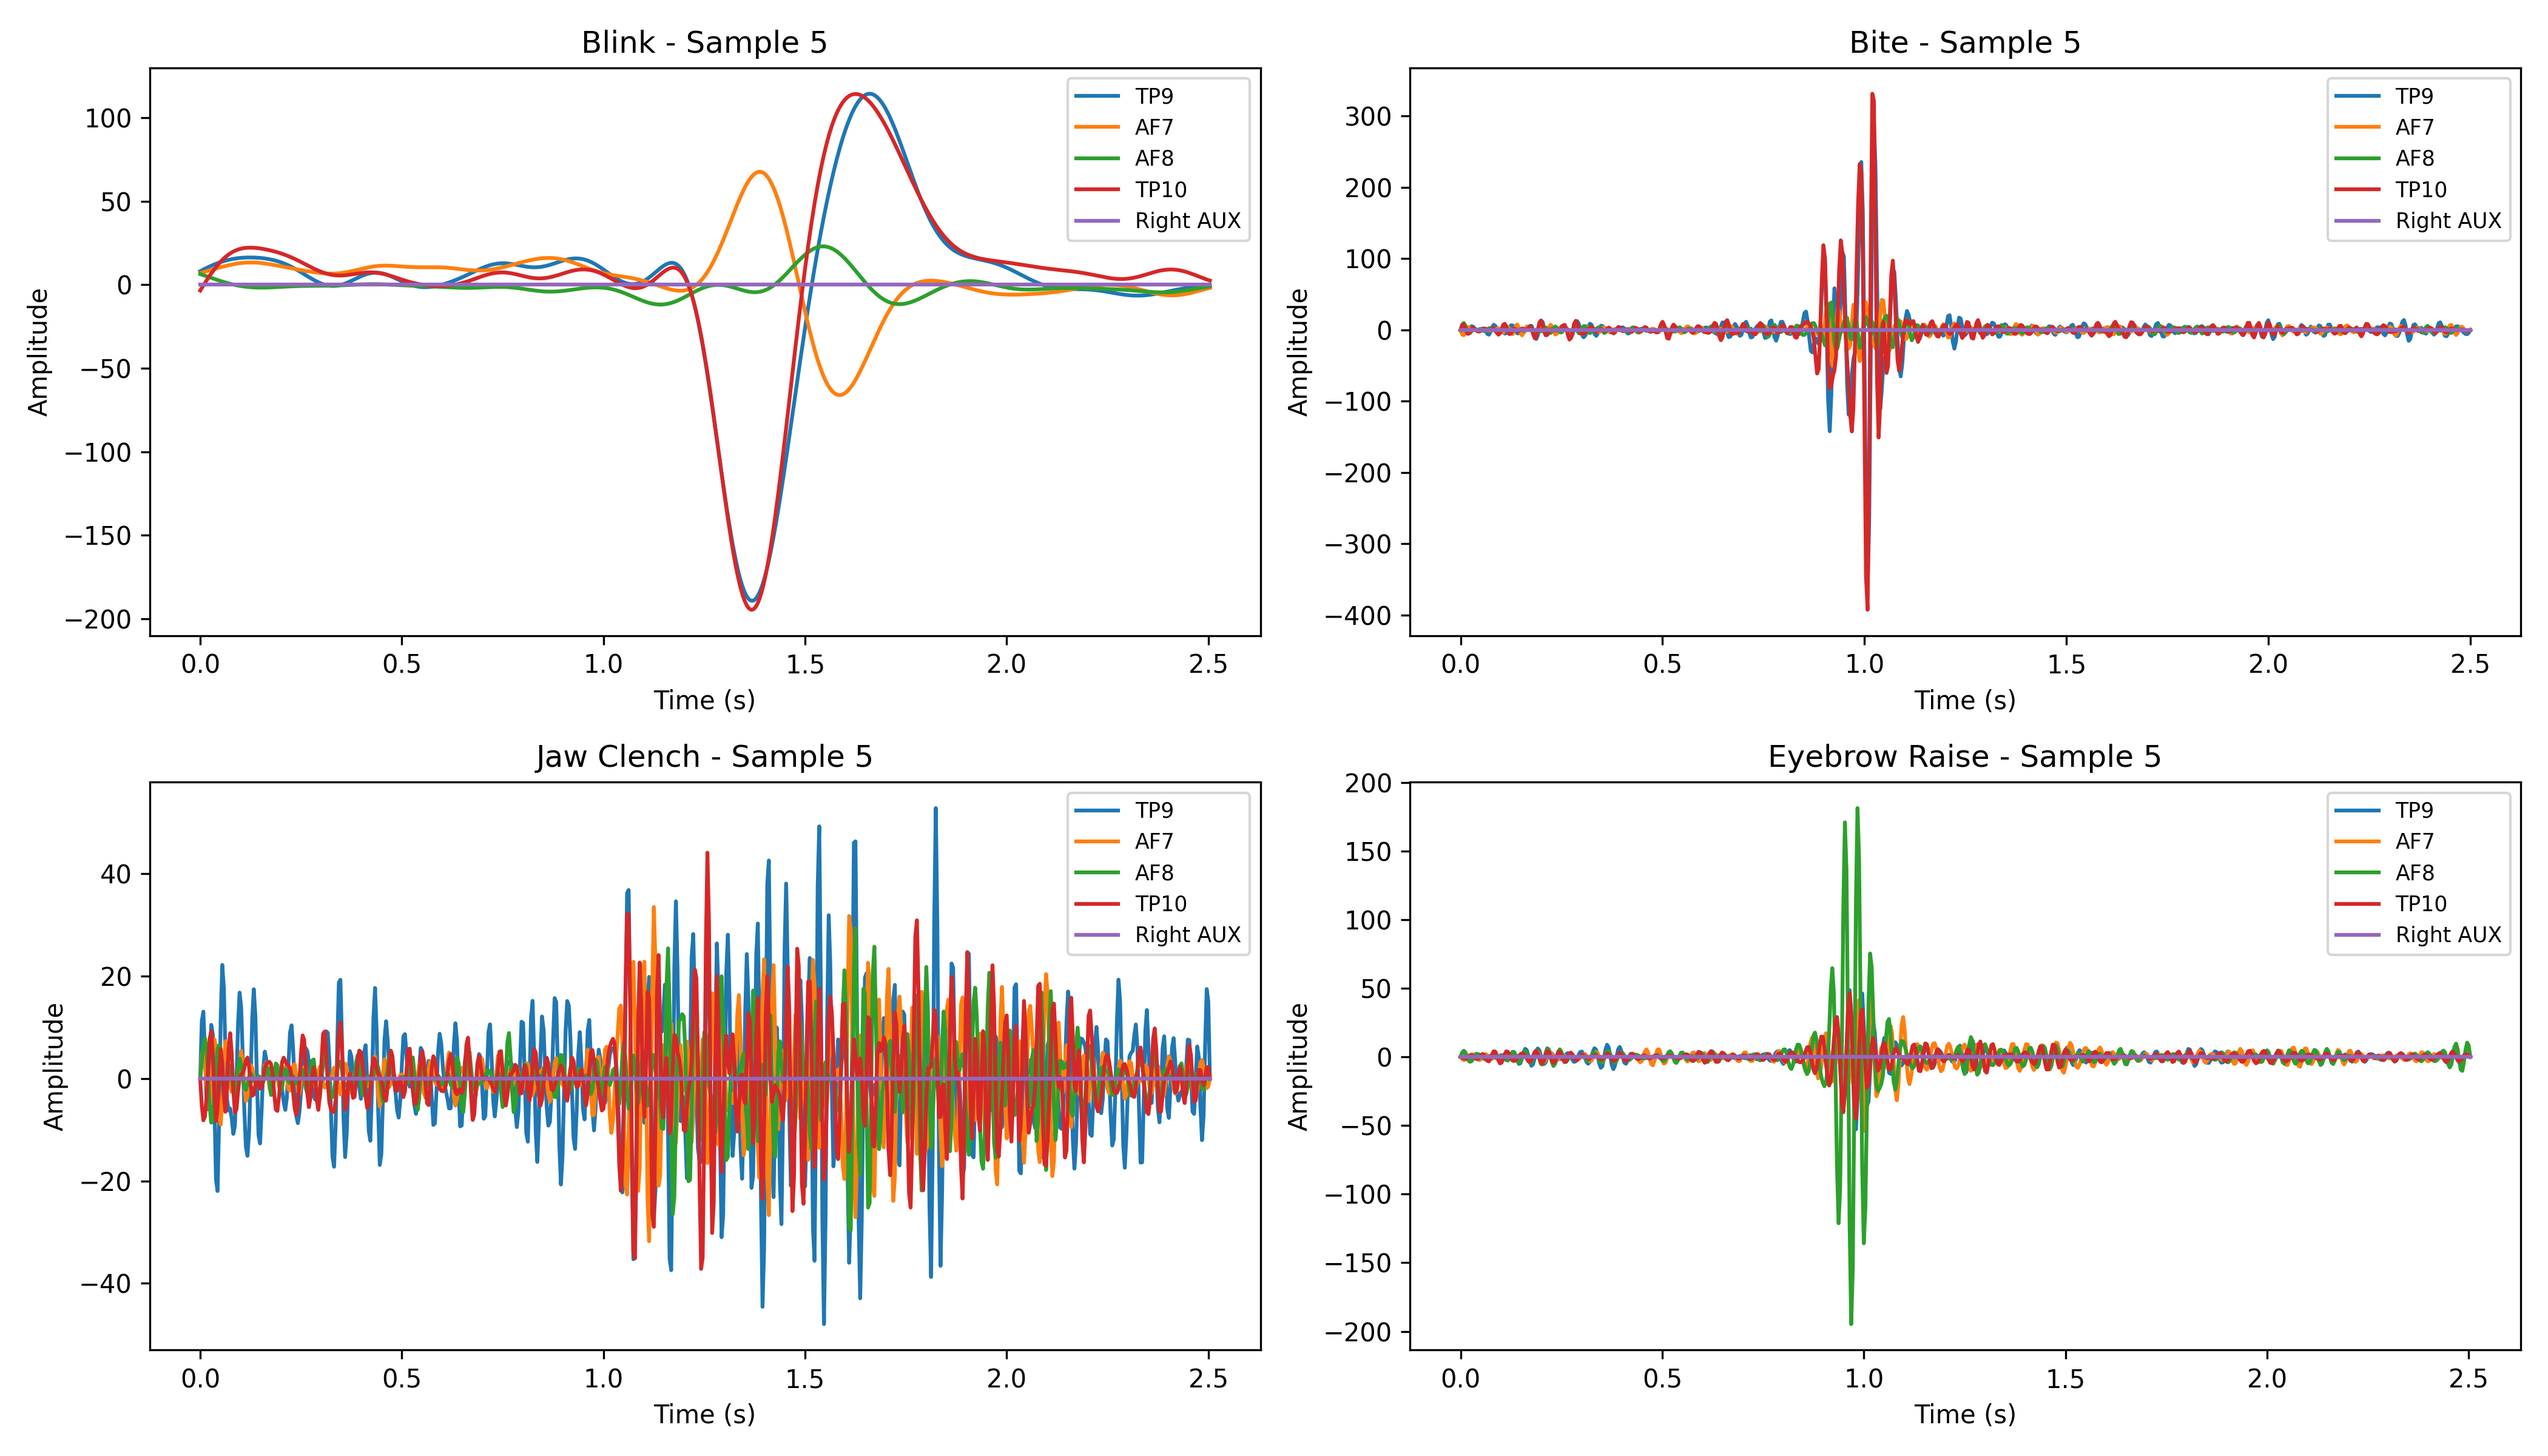 Blink - Sample 5
Amplitude
100
50
0
−50
−100
−150
−200
0.0 0.5 1.0 1.5 2.0 2.5
Time (s)
TP9
AF7
AF8
TP10
Right AUX
Bite - Sample 5
Amplitude
300
200
100
0
−100
−200
−300
−400
0.0 0.5 1.0 1.5 2.0 2.5
Time (s)
TP9
AF7
AF8
TP10
Right AUX
Jaw Clench - Sample 5
Amplitude
40
20
0
−20
−40
0.0 0.5 1.0 1.5 2.0 2.5
Time (s)
TP9
AF7
AF8
TP10
Right AUX
Eyebrow Raise - Sample 5
Amplitude
200
150
100
50
0
−50
−100
−150
−200
0.0 0.5 1.0 1.5 2.0 2.5
Time (s)
TP9
AF7
AF8
TP10
Right AUX